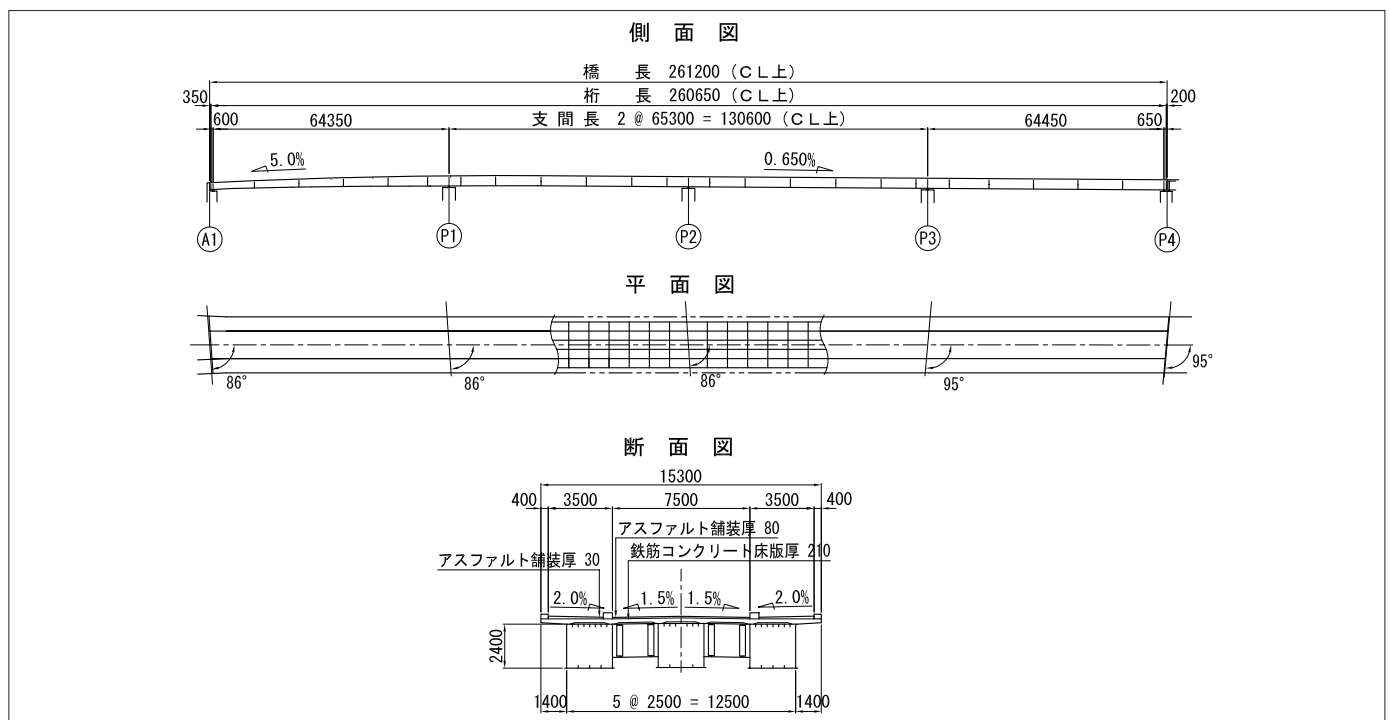 側 面 図
橋 長 261200 (CL上)
350 桁 長 260650 (CL上) 200
600 64350 支間長 2 @ 65300 = 130600 (CL上) 64450 650
5.0% 0.650%
A1 P1 P2 P3 P4
平 面 図
86° 86° 86° 95° 95°
断 面 図
15300
400 3500 7500 3500 400
アスファルト舗装厚 80
鉄筋コンクリート床版厚 210
アスファルト舗装厚 30
2.0% 1.5% 1.5% 2.0%
2400
1400 5 @ 2500 = 12500 1400